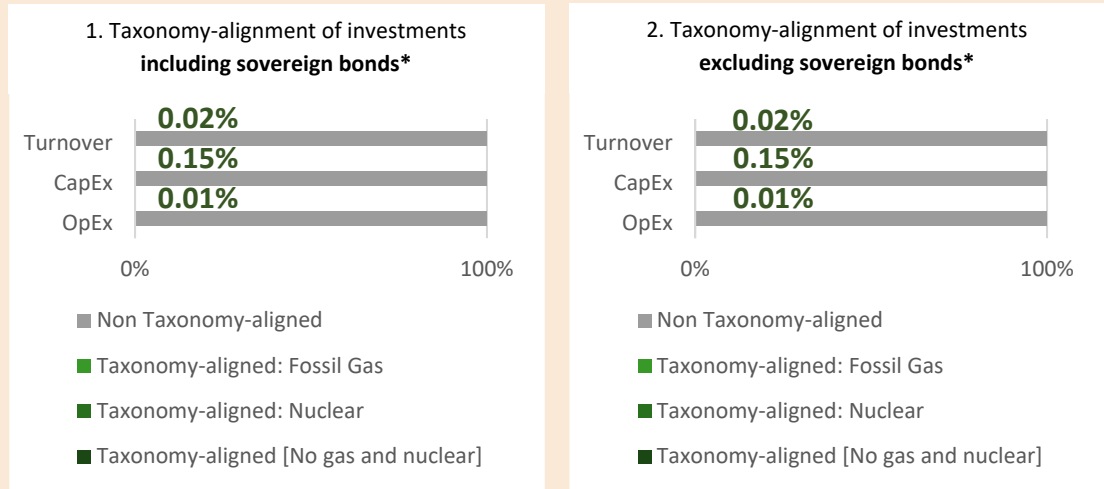 1. Taxonomy-alignment of investments
including sovereign bonds*
0.02%
Turnover
0.15%
CapEx
0.01%
OpEx
0%
100%
Non Taxonomy-aligned
Taxonomy-aligned: Fossil Gas
Taxonomy-aligned: Nuclear
Taxonomy-aligned [No gas and nuclear]
2. Taxonomy-alignment of investments
excluding sovereign bonds*
0.02%
Turnover
0.15%
CapEx
0.01%
OpEx
0%
100%
Non Taxonomy-aligned
Taxonomy-aligned: Fossil Gas
Taxonomy-aligned: Nuclear
Taxonomy-aligned [No gas and nuclear]